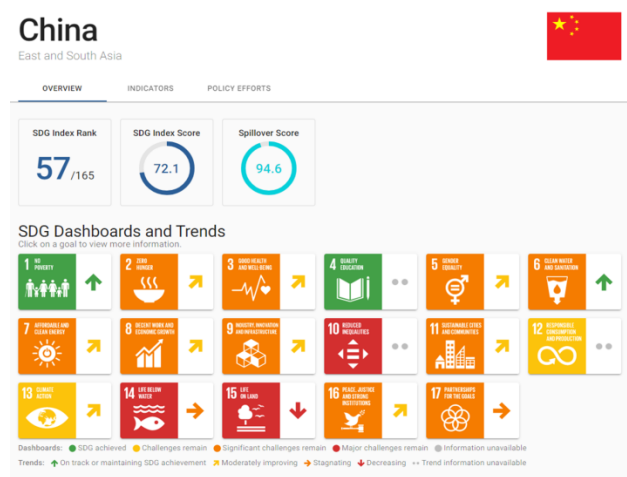 China
East and South Asia
OVERVIEW INDICATORS POLICY EFFORTS
SDG Index Rank SDG Index Score Spillover Score
57/165 72.1 94.6
SDG Dashboards and Trends
Click on a goal to view more information.
1 NO POVERTY
2 ZERO HUNGER
3 GOOD HEALTH AND WELL-BEING
4 QUALITY EDUCATION
5 GENDER EQUALITY
6 CLEAN WATER AND SANITATION
7 AFFORDABLE AND CLEAN ENERGY
8 DECENT WORK AND ECONOMIC GROWTH
9 INDUSTRY, INNOVATION AND INFRASTRUCTURE
10 REDUCED INEQUALITIES
11 SUSTAINABLE CITIES AND COMMUNITIES
12 RESPONSIBLE CONSUMPTION AND PRODUCTION
13 CLIMATE ACTION
14 LIFE BELOW WATER
15 LIFE ON LAND
16 PEACE, JUSTICE AND STRONG INSTITUTIONS
17 PARTNERSHIPS FOR THE GOALS
Dashboards: SDG achieved Challenges remain Significant challenges remain Major challenges remain Information unavailable
Trends: On track or maintaining SDG achievement Moderately improving Stagnating Decreasing Trend information unavailable